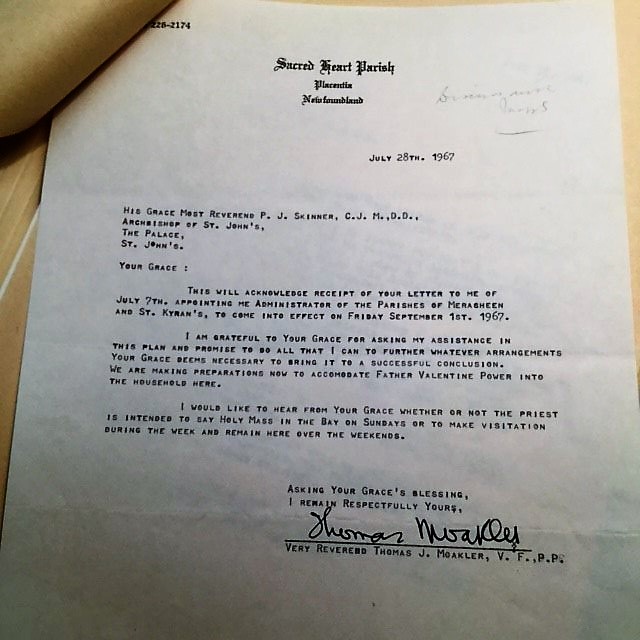 228-2174
Sacred Heart Parish
Placentia
Newfoundland
JULY 28TH. 1967
HIS GRACE MOST REVEREND P. J. SKINNER, C.J.M.,D.D.,
ARCHBISHOP OF ST. JOHN'S,
THE PALACE,
ST. JOHN'S.
YOUR GRACE :
THIS WILL ACKNOWLEDGE RECEIPT OF YOUR LETTER TO ME OF
JULY 7TH. APPOINTING ME ADMINISTRATOR OF THE PARISHES OF MERASHEEN
AND ST. KYRAN'S, TO COME INTO EFFECT ON FRIDAY SEPTEMBER 1ST. 1967.
I AM GRATEFUL TO YOUR GRACE FOR ASKING MY ASSISTANCE IN
THIS PLAN AND PROMISE TO DO ALL THAT I CAN TO FURTHER WHATEVER ARRANGEMENTS
YOUR GRACE DEEMS NECESSARY TO BRING IT TO A SUCCESSFUL CONCLUSION.
WE ARE MAKING PREPARATIONS NOW TO ACCOMODATE FATHER VALENTINE POWER INTO
THE HOUSEHOLD HERE.
I WOULD LIKE TO HEAR FROM YOUR GRACE WHETHER OR NOT THE PRIEST
IS INTENDED TO SAY HOLY MASS IN THE BAY ON SUNDAYS OR TO MAKE VISITATION
DURING THE WEEK AND REMAIN HERE OVER THE WEEKENDS.
ASKING YOUR GRACE'S BLESSING,
I REMAIN RESPECTFULLY YOURS,
Thomas Moakler
VERY REVEREND THOMAS J. MOAKLER, V. F.,P.P.